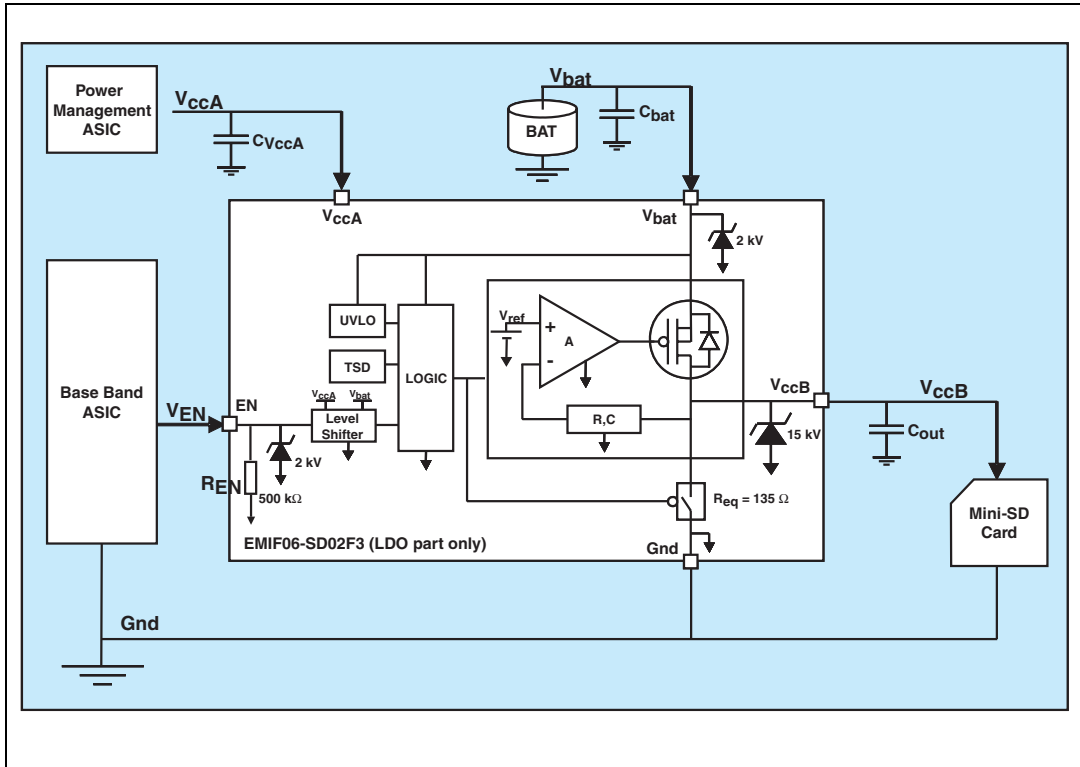 Power
Management
ASIC
VccA
CVccA
Vbat
BAT
Cbat
VccA
Vbat
2 kV
UVLO
TSD
LOGIC
Vref
+
A
-
R,C
VccB
VccB
15 kV
Cout
Base Band
ASIC
VEN
EN
VccA
Vbat
Level
Shifter
2 kV
REN
500 kΩ
Req = 135 Ω
Mini-SD
Card
EMIF06-SD02F3 (LDO part only)
Gnd
Gnd